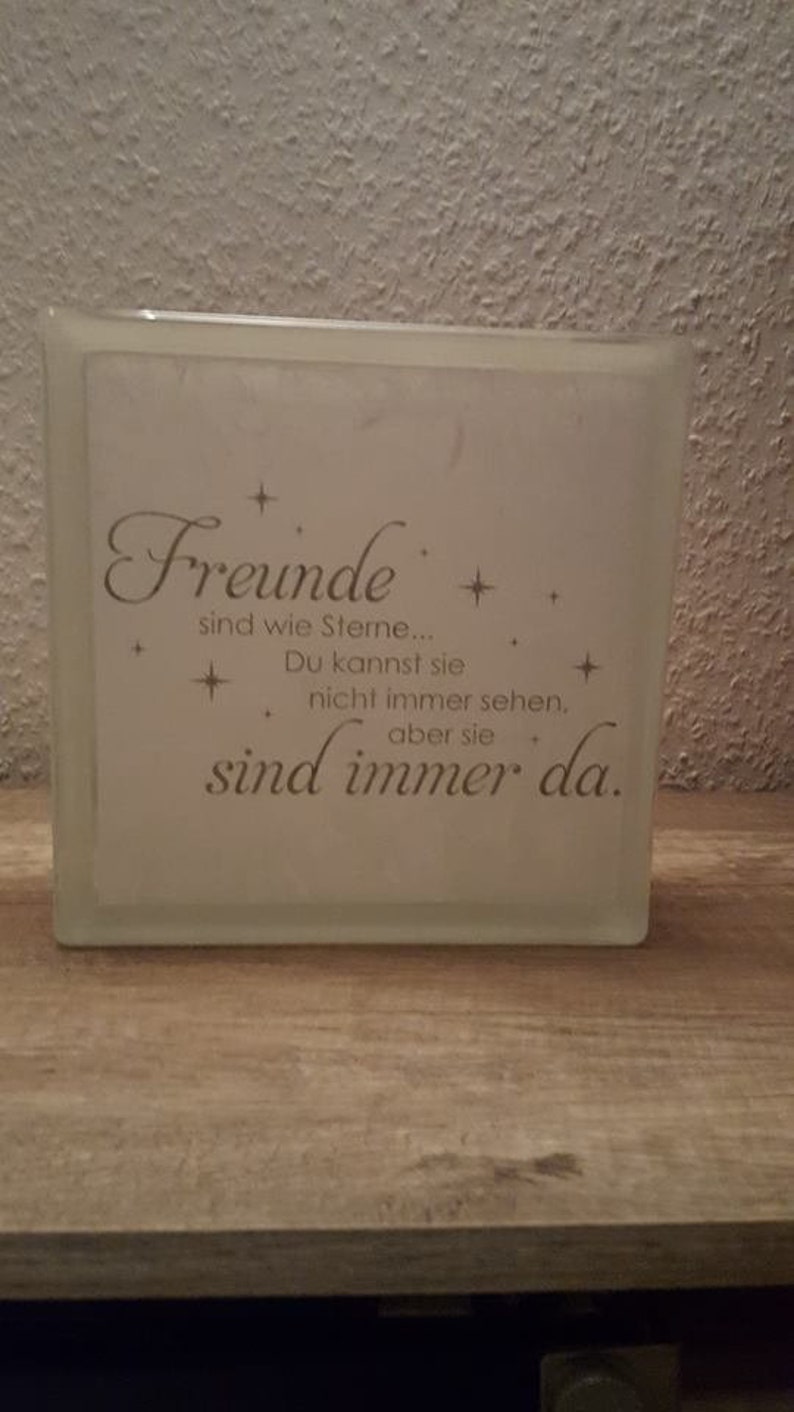 Freunde
sind wie Sterne...
Du kannst sie
nicht immer sehen,
aber sie
sind immer da.